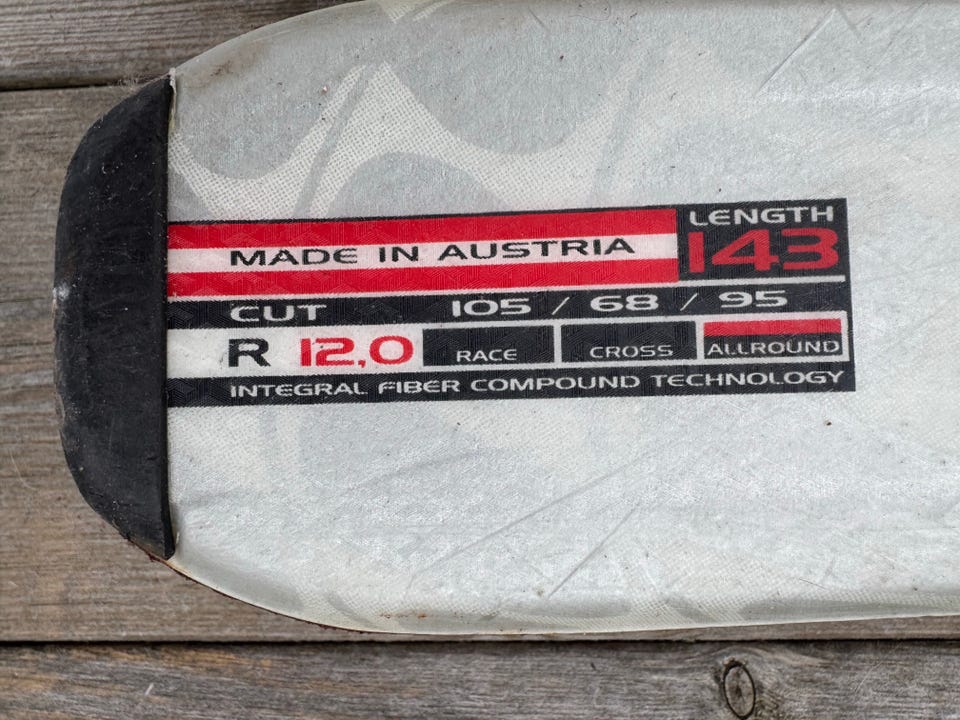 MADE IN AUSTRIA
LENGTH
143
CUT 105 / 68 / 95
R 12,0 RACE CROSS ALLROUND
INTEGRAL FIBER COMPOUND TECHNOLOGY